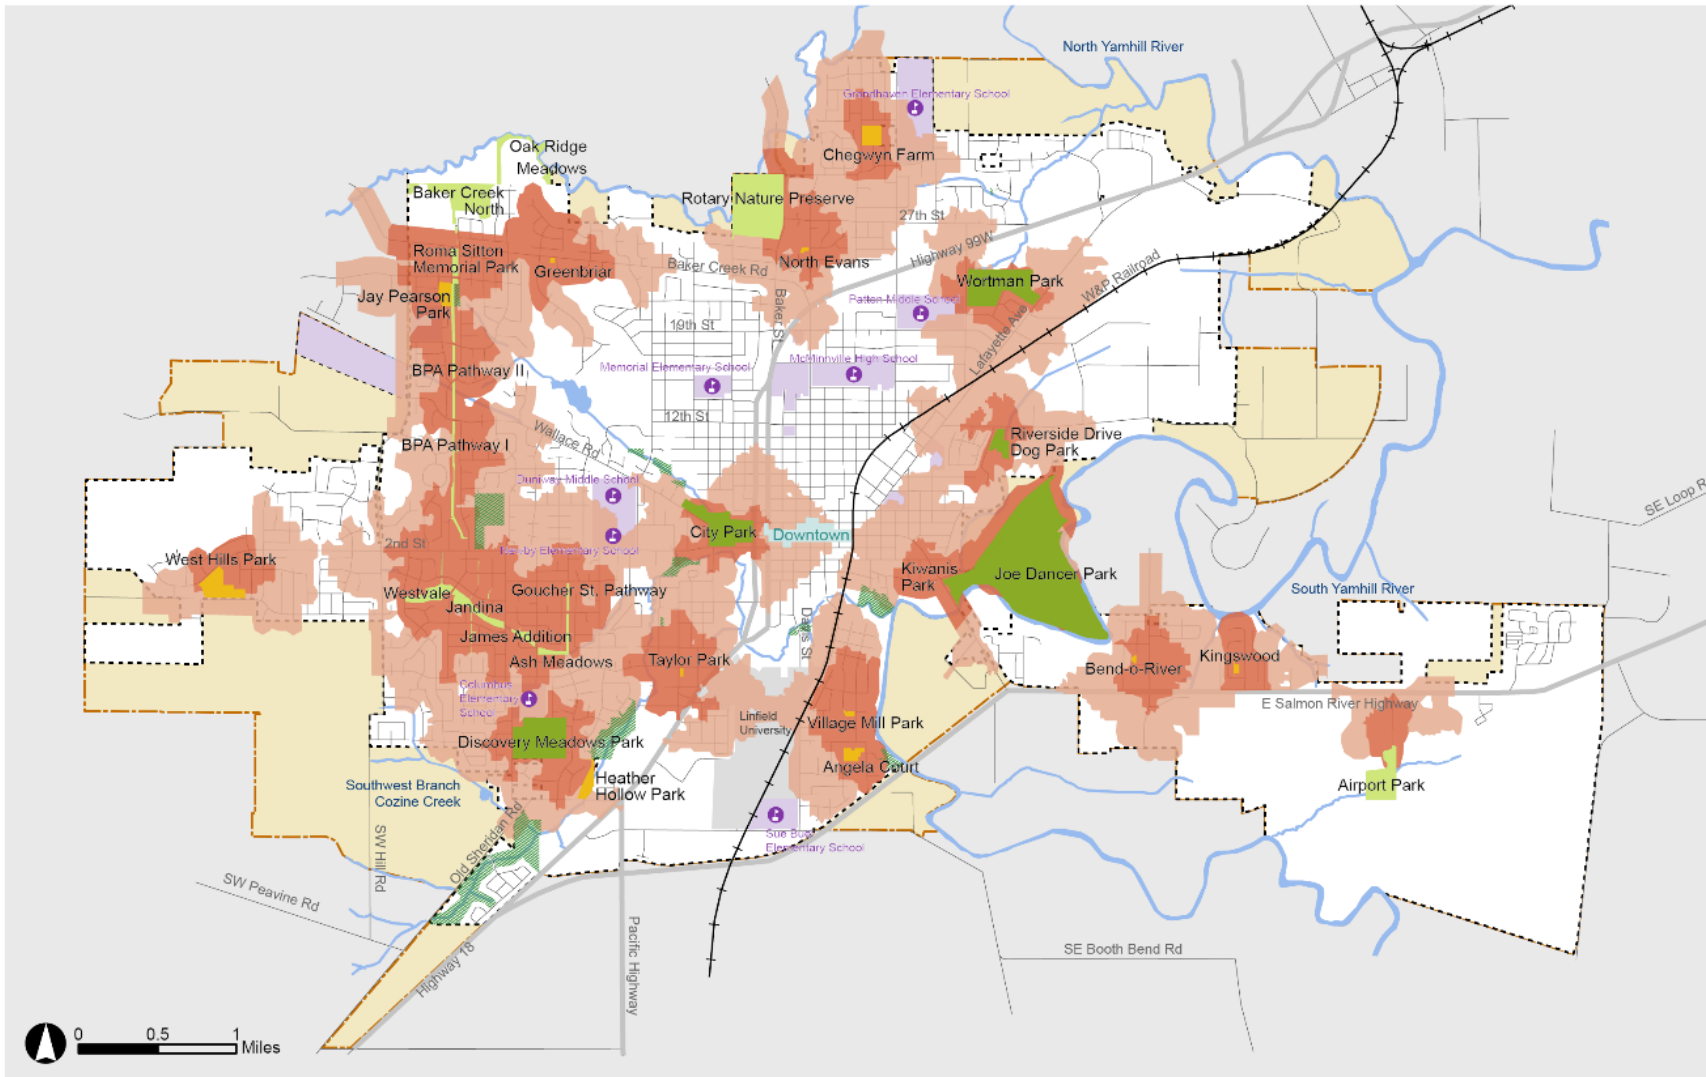 North Yamhill River
Grandhaven Elementary School
Chegwyn Farm
Oak Ridge
Meadows
Baker Creek
North
Rotary Nature Preserve
27th St
Highway 99W
Roma Sitton
Memorial Park
Greenbriar
Baker Creek Rd
North Evans
Wortman Park
W&P Railroad
Jay Pearson
Park
Baker St
Patton Middle School
19th St
Lafayette Ave
Memorial Elementary School
McMinnville High School
BPA Pathway II
12th St
Wallace Rd
BPA Pathway I
Riverside Drive
Dog Park
Duniway Middle School
SE Loop R
City Park
Downtown
2nd St
Newby Elementary School
West Hills Park
Kiwanis
Park
Joe Dancer Park
South Yamhill River
Westvale
Jandina
Goucher St. Pathway
James Addition
Davis St
Ash Meadows
Taylor Park
Bend-o-River
Kingswood
Columbus
Elementary
School
E Salmon River Highway
Linfield
University
Village Mill Park
Discovery Meadows Park
Angela Court
Heather
Hollow Park
Airport Park
Southwest Branch
Cozine Creek
Old Sheridan Rd
Sue Buel
Elementary School
SW Hill Rd
SW Peavine Rd
Highway 18
Pacific Highway
SE Booth Bend Rd
0 0.5 1
Miles